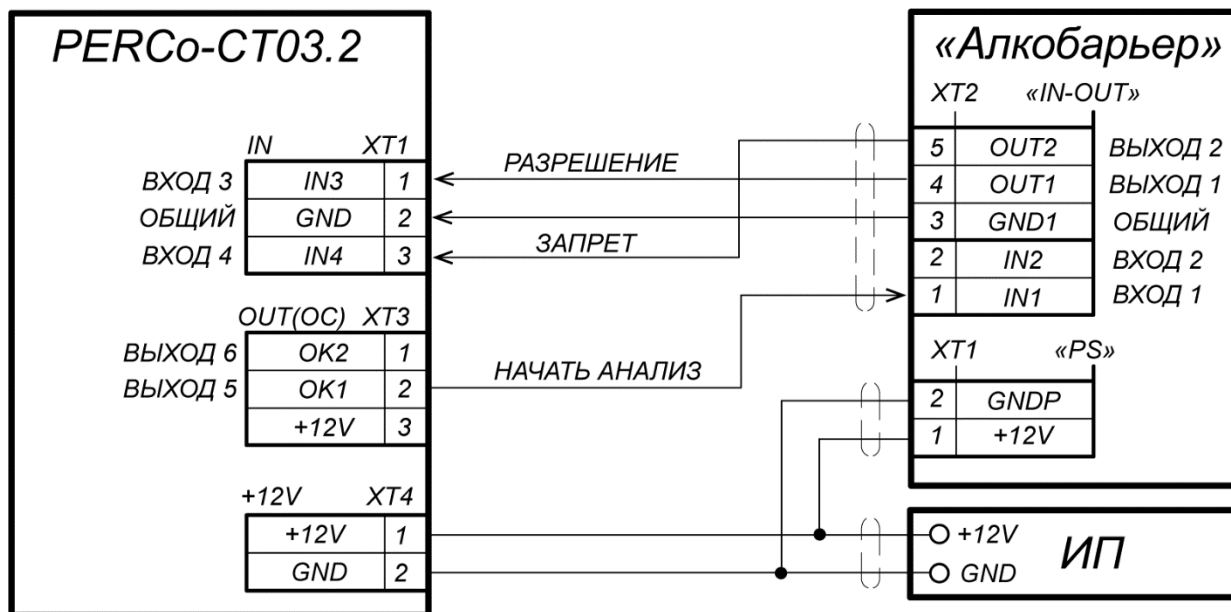 PERCo-CT03.2
IN XT1
ВХОД 3 IN3 1
ОБЩИЙ GND 2
ВХОД 4 IN4 3
OUT(OC) XT3
ВЫХОД 6 OK2 1
ВЫХОД 5 OK1 2
+12V 3
+12V XT4
+12V 1
GND 2
РАЗРЕШЕНИЕ
ЗАПРЕТ
НАЧАТЬ АНАЛИЗ
«Алкобарьер»
XT2 «IN-OUT»
5 OUT2 ВЫХОД 2
4 OUT1 ВЫХОД 1
3 GND1 ОБЩИЙ
2 IN2 ВХОД 2
1 IN1 ВХОД 1
XT1 «PS»
2 GNDP
1 +12V
+12V
GND
ИП